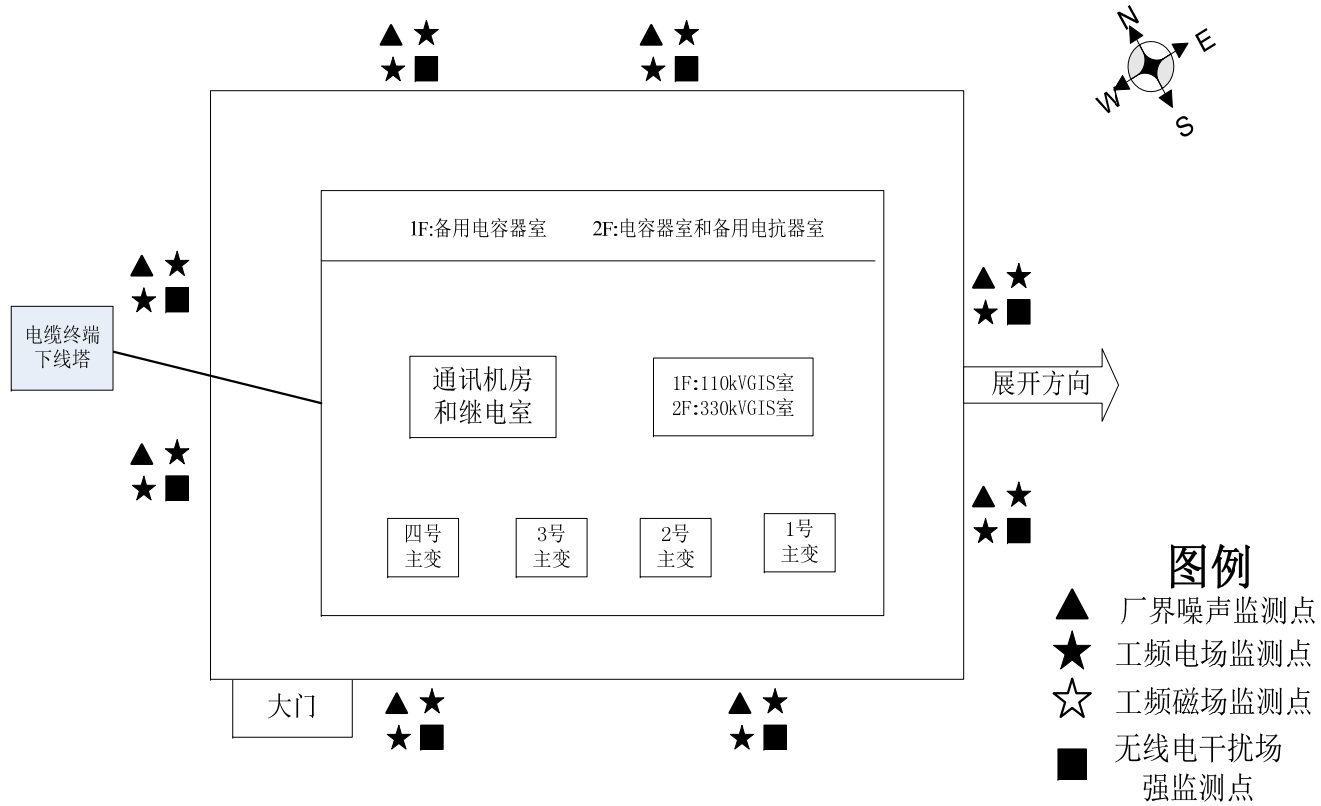 N
E
W
S
1F:备用电容器室 2F:电容器室和备用电抗器室
电缆终端
下线塔
通讯机房
和继电室
1F:110kVGIS室
2F:330kVGIS室
展开方向
四号
主变
3号
主变
2号
主变
1号
主变
大门
图例
厂界噪声监测点
工频电场监测点
工频磁场监测点
无线电干扰场
强监测点